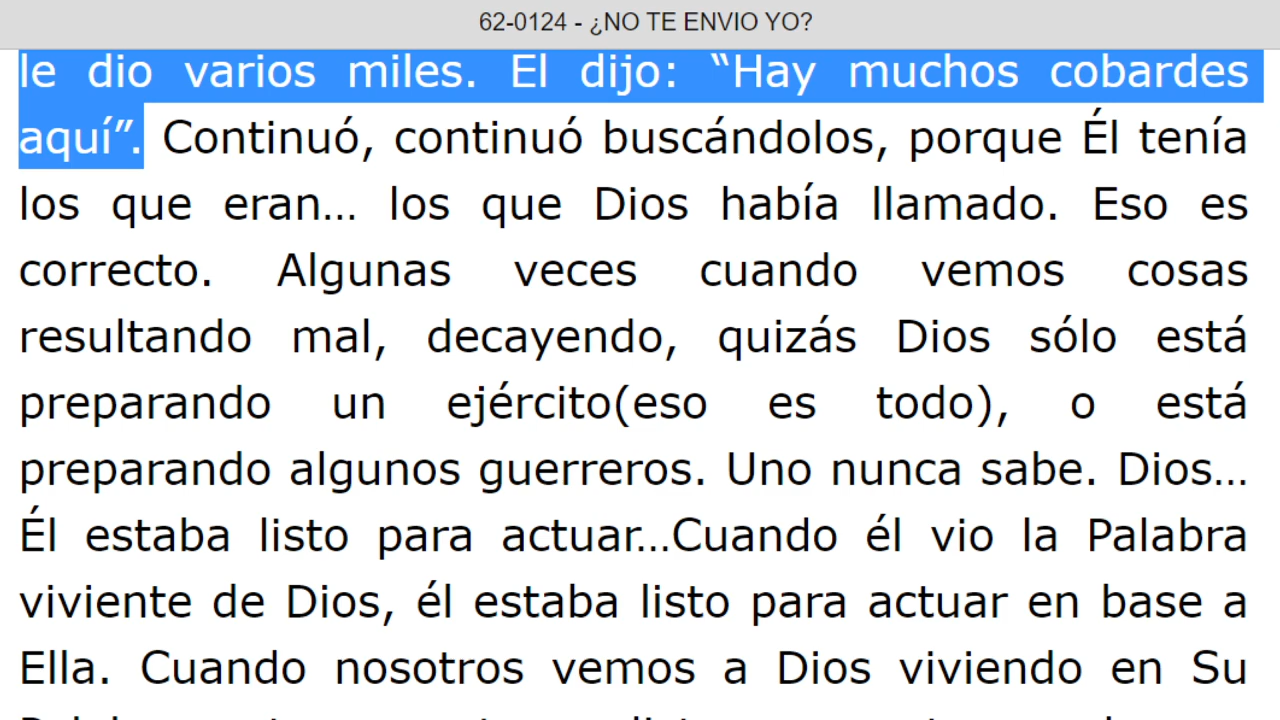 62-0124 - ¿NO TE ENVIO YO?
le dio varios miles. El dijo: “Hay muchos cobardes
aquí”. Continuó, continuó buscándolos, porque Él tenía
los que eran… los que Dios había llamado. Eso es
correcto. Algunas veces cuando vemos cosas
resultando mal, decayendo, quizás Dios sólo está
preparando un ejército(eso es todo), o está
preparando algunos guerreros. Uno nunca sabe. Dios…
Él estaba listo para actuar…Cuando él vio la Palabra
viviente de Dios, él estaba listo para actuar en base a
Ella. Cuando nosotros vemos a Dios viviendo en Su